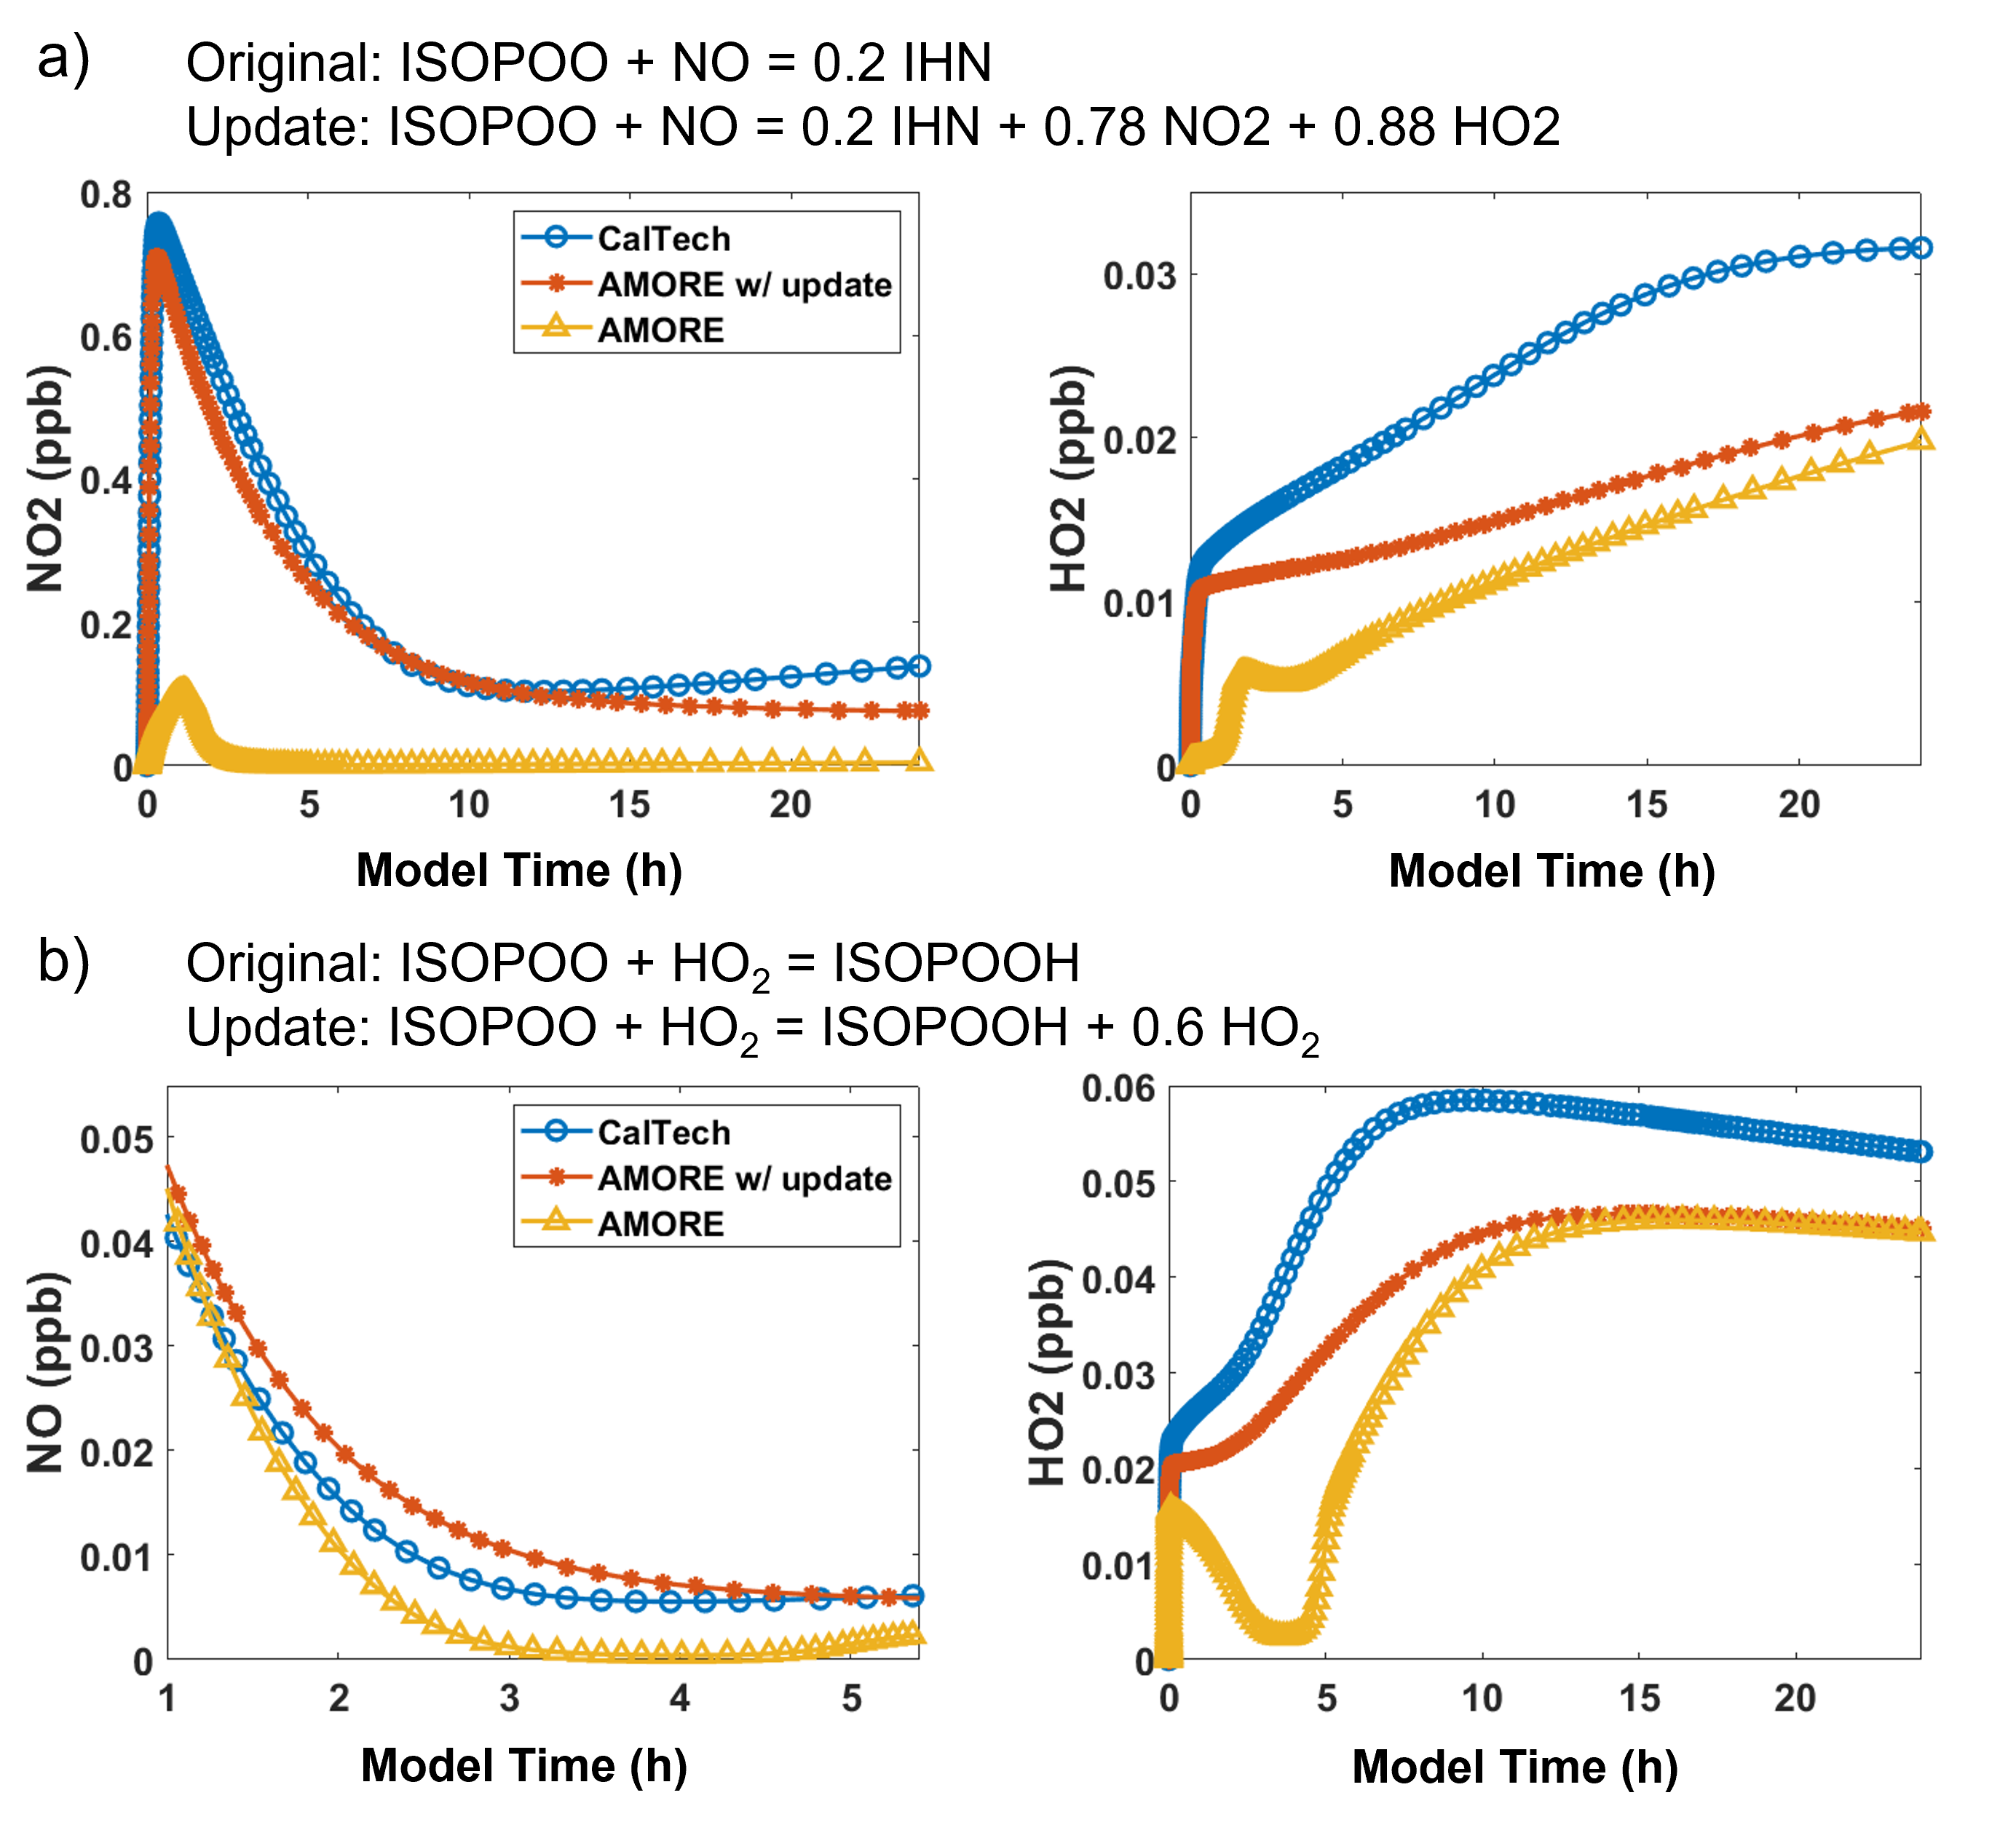 a)
Original: ISOPOO + NO = 0.2 IHN
Update: ISOPOO + NO = 0.2 IHN + 0.78 NO2 + 0.88 HO2
0.8
0.6
0.4
0.2
0
NO2 (ppb)
CalTech
AMORE w/ update
AMORE
0 5 10 15 20
Model Time (h)
0.03
0.02
0.01
0
HO2 (ppb)
0 5 10 15 20
Model Time (h)
b)
Original: ISOPOO + HO₂ = ISOPOOH
Update: ISOPOO + HO₂ = ISOPOOH + 0.6 HO₂
0.05
0.04
0.03
0.02
0.01
0
NO (ppb)
CalTech
AMORE w/ update
AMORE
1 2 3 4 5
Model Time (h)
0.06
0.05
0.04
0.03
0.02
0.01
0
HO2 (ppb)
0 5 10 15 20
Model Time (h)